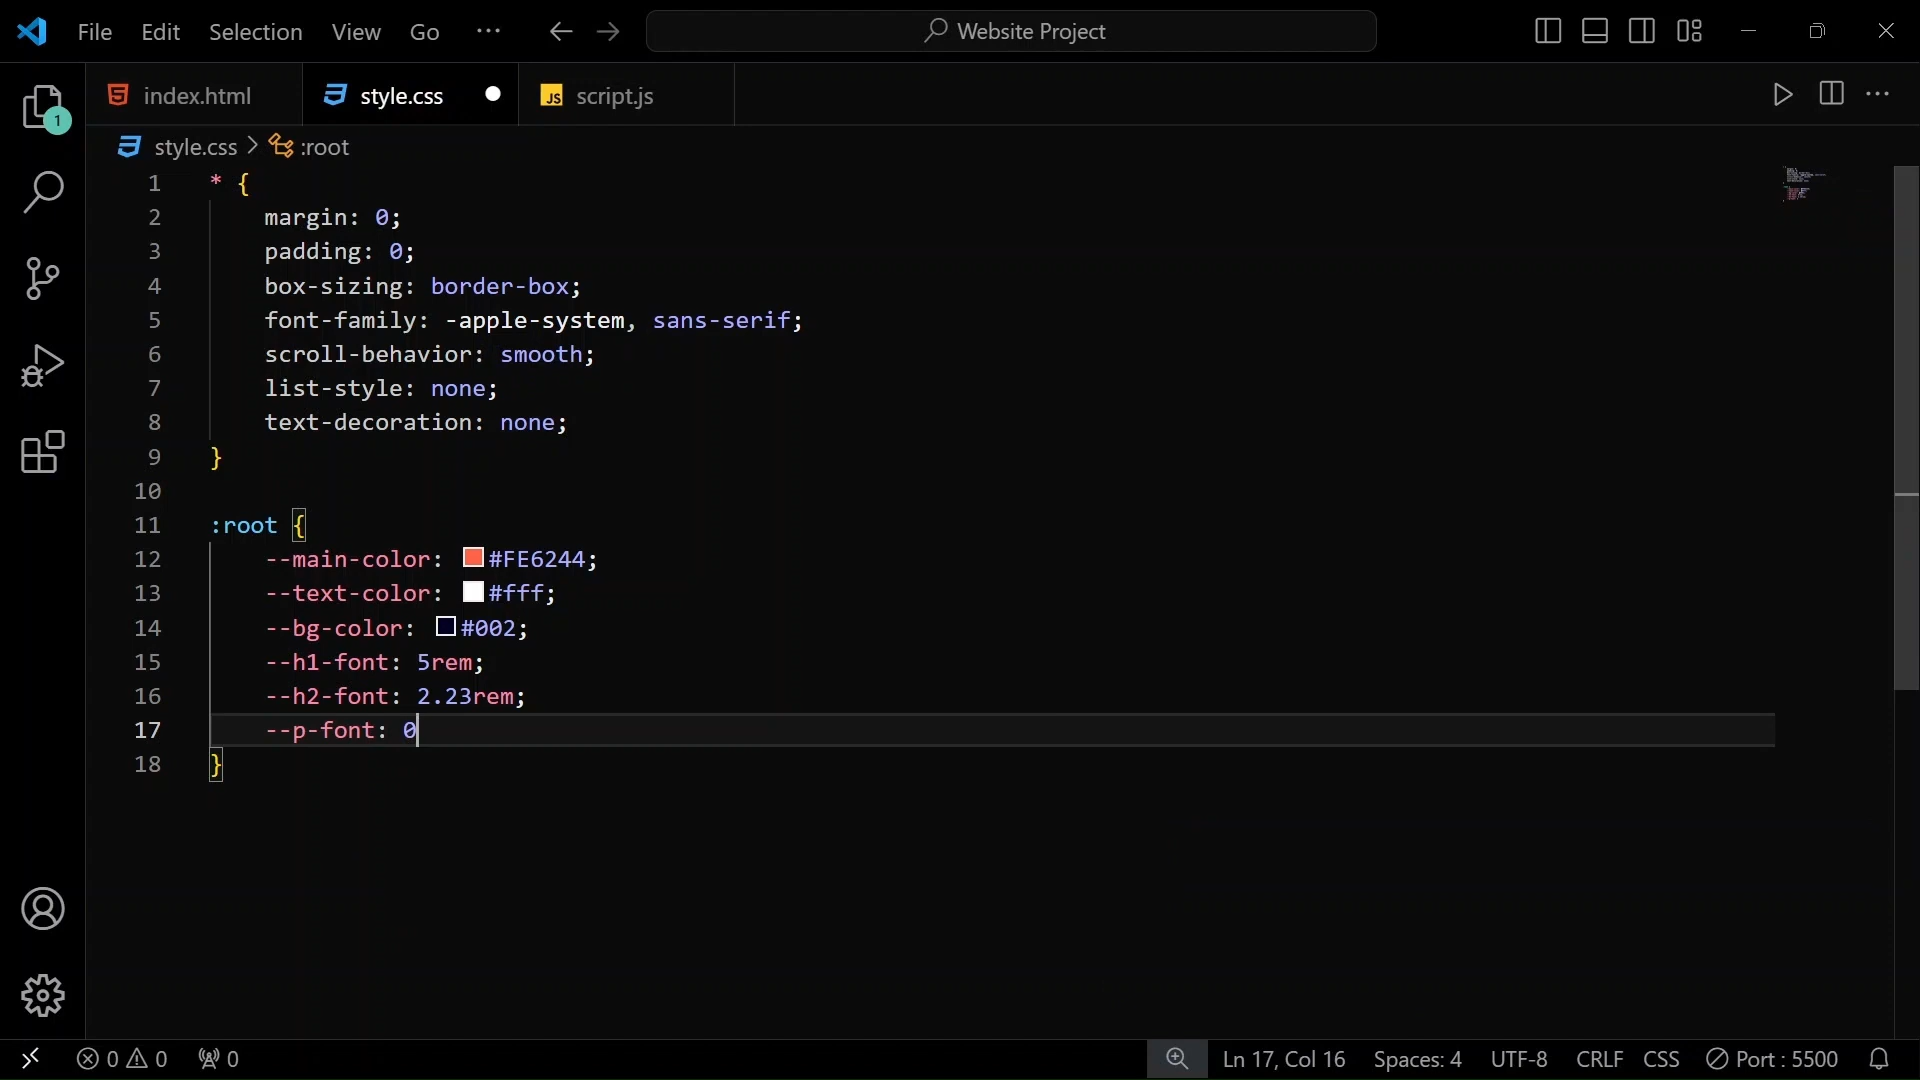 File Edit Selection View Go ··· Website Project
index.html style.css script.js
1
style.css > :root
1 * {
2 margin: 0;
3 padding: 0;
4 box-sizing: border-box;
5 font-family: -apple-system, sans-serif;
6 scroll-behavior: smooth;
7 list-style: none;
8 text-decoration: none;
9 }
10
11 :root {
12 --main-color: #FE6244;
13 --text-color: #fff;
14 --bg-color: #002;
15 --h1-font: 5rem;
16 --h2-font: 2.23rem;
17 --p-font: 0
18 }
0 0 0 Ln 17, Col 16 Spaces: 4 UTF-8 CRLF CSS Port : 5500